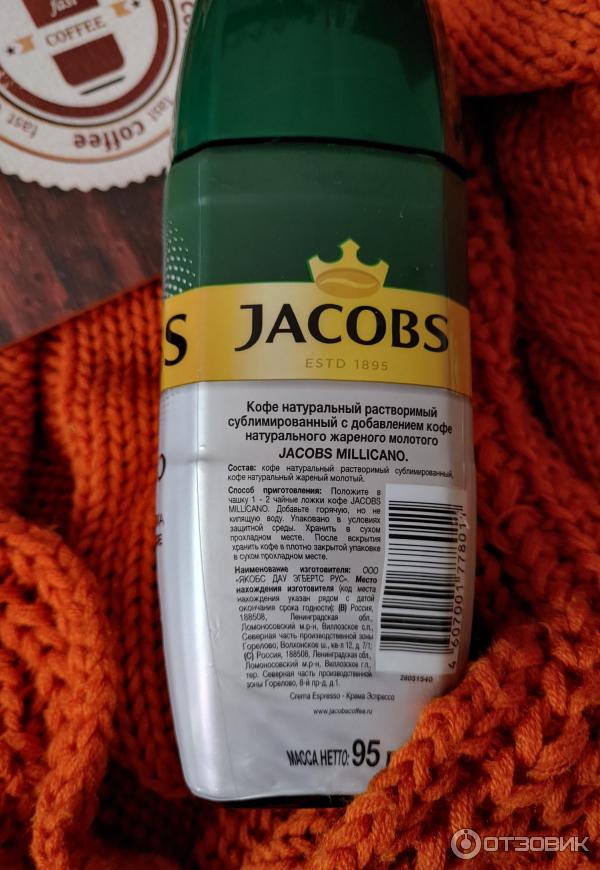 fast
COFFEE
fast coffee
fast
S
JACOBS
ESTD 1895
Кофе натуральный растворимый
сублимированный с добавлением кофе
натурального жареного молотого
JACOBS MILLICANO.
Состав: кофе натуральный растворимый сублимированный,
кофе натуральный жареный молотый.
Способ приготовления: Положите в
чашку 1 - 2 чайные ложки кофе JACOBS
MILLICANO. Добавьте горячую, но не
кипящую воду. Упаковано в условиях
защитной среды. Хранить в сухом
прохладном месте. После вскрытия
хранить кофе в плотно закрытой упаковке
в сухом прохладном месте.
Наименование изготовителя: ООО
«ЯКОБС ДАУ ЭГБЕРТС РУС». Место
нахождения изготовителя (код места
нахождения указан рядом с датой
окончания срока годности): (B) Россия,
188508, Ленинградская обл.,
Ломоносовский м.р-н, Виллозское с.п.,
Северная часть производственной зоны
Горелово, Волхонское ш., кв-л 12, д. 7/1;
(C) Россия, 188508, Ленинградская обл.,
Ломоносовский м.р-н, Виллозское г.п.,
тер. Северная часть производственной
зоны Горелово, 8-й пр-д, д.1.
Crema Espresso - Крема Эспрессо
www.jacobscoffee.ru
4 607001 77801
28051540
МАССА НЕТТО: 95 г
ОТЗОВИК